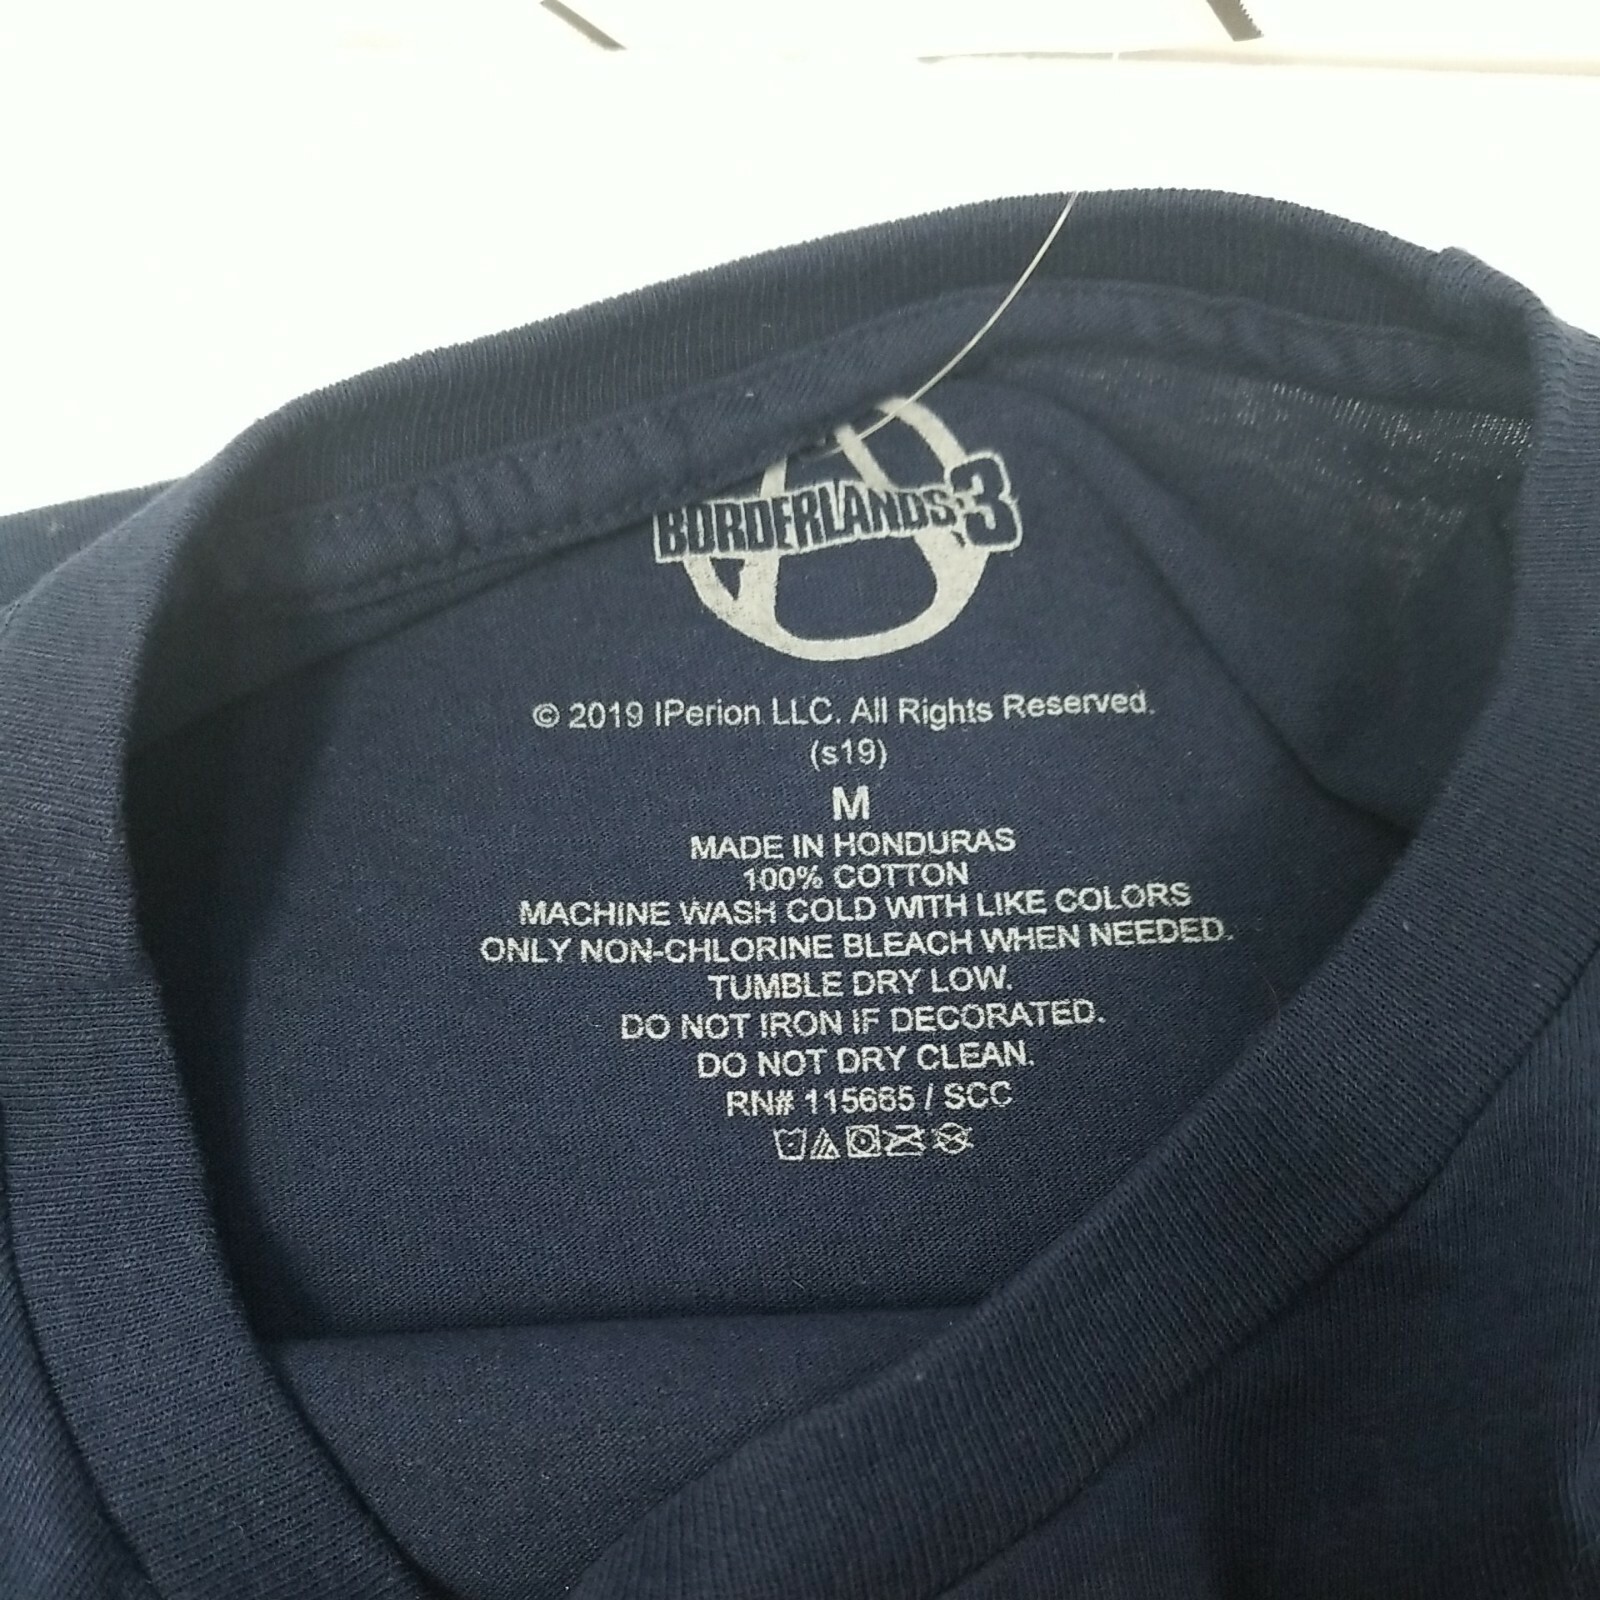 BORDERLANDS 3
© 2019 IPerion LLC. All Rights Reserved.
(s19)
M
MADE IN HONDURAS
100% COTTON
MACHINE WASH COLD WITH LIKE COLORS
ONLY NON-CHLORINE BLEACH WHEN NEEDED.
TUMBLE DRY LOW.
DO NOT IRON IF DECORATED.
DO NOT DRY CLEAN.
RN# 115665 / SCC